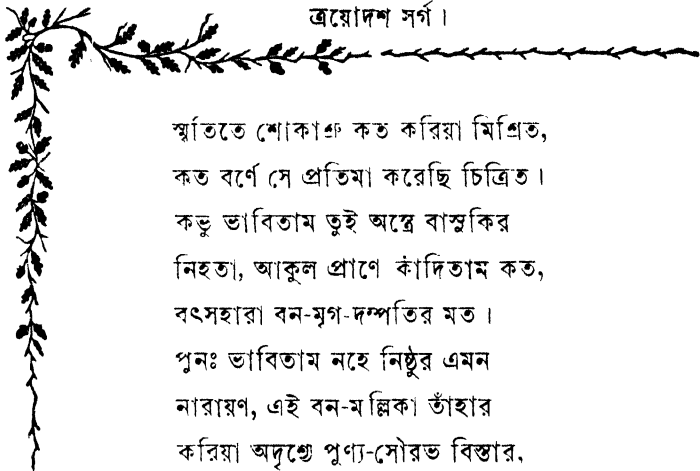 ত্রয়োদশ সর্গ।
স্মৃতিতে শোকাশ্রু কত করিয়া মিশ্রিত,
কত বর্ণে সে প্রতিমা করেছি চিত্রিত।
কভু ভাবিতাম তুই অস্ত্রে বাসুকির
নিহতা, আকুল প্রাণে কাঁদিতাম কত,
বৎসহারা বন-মৃগ-দম্পতির মত।
পুনঃ ভাবিতাম নহে নিষ্ঠুর এমন
নারায়ণ, এই বন-মল্লিকা তাঁহার
করিয়া অদৃশ্যে পুণ্য-সৌরভ বিস্তার,